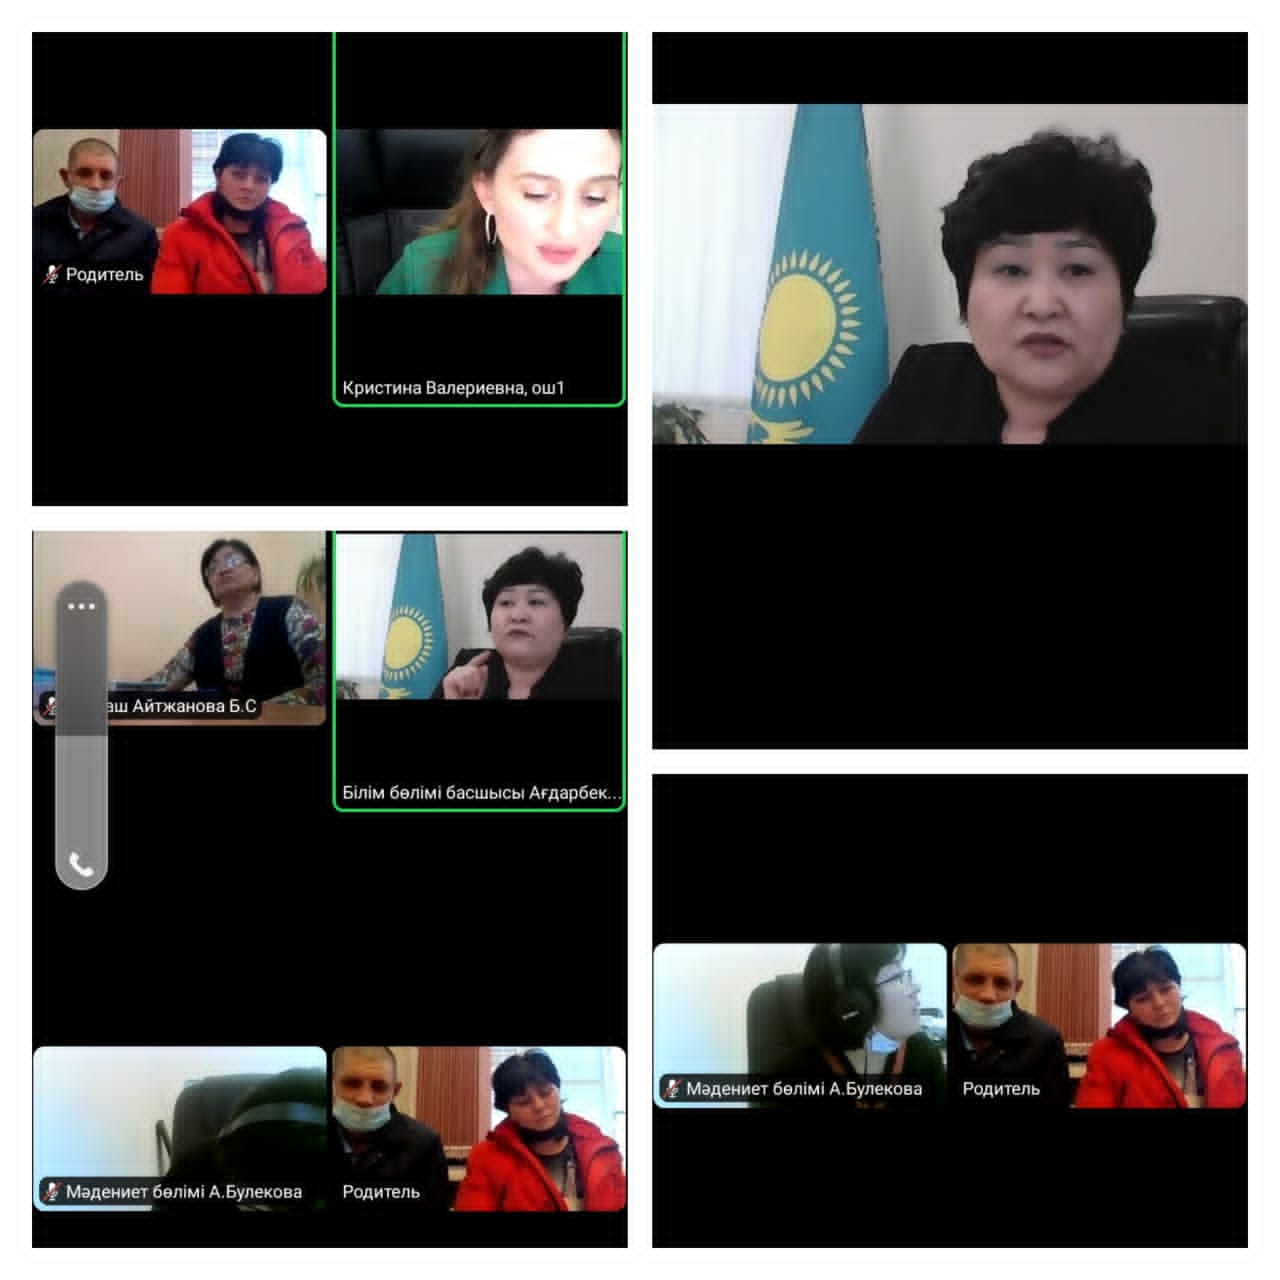 Родитель
Кристина Валериевна, ош1
аш Айтжанова Б.С
Білім бөлімі басшысы Ағдарбек...
Мәдениет бөлімі А.Булекова
Родитель
Мәдениет бөлімі А.Булекова
Родитель